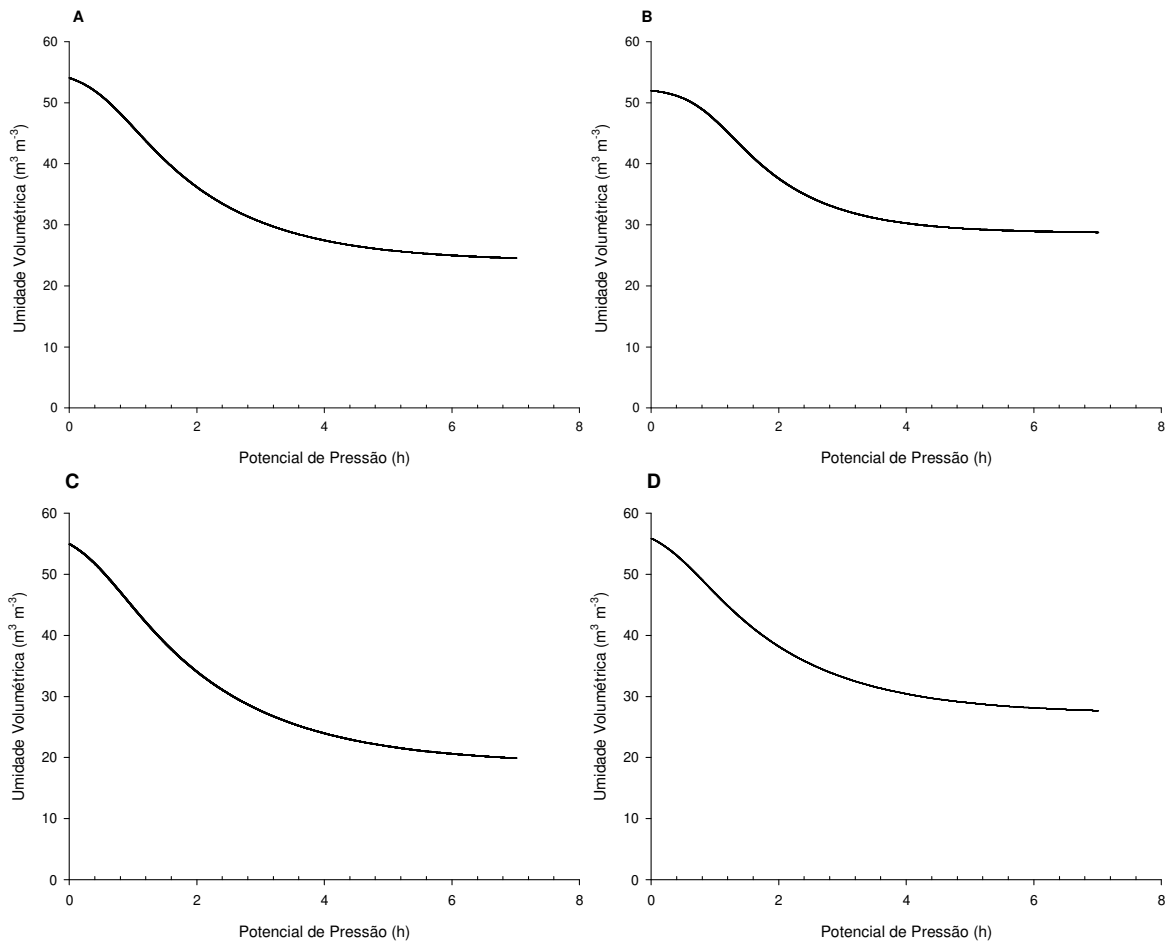 A
60
50
40
30
20
10
0
Umidade Volumétrica (m³ m⁻³)
0 2 4 6 8
Potencial de Pressão (h)
B
60
50
40
30
20
10
0
Umidade Volumétrica (m³ m⁻³)
0 2 4 6 8
Potencial de Pressão (h)
C
60
50
40
30
20
10
0
Umidade Volumétrica (m³ m⁻³)
0 2 4 6 8
Potencial de Pressão (h)
D
60
50
40
30
20
10
0
Umidade Volumétrica (m³ m⁻³)
0 2 4 6 8
Potencial de Pressão (h)